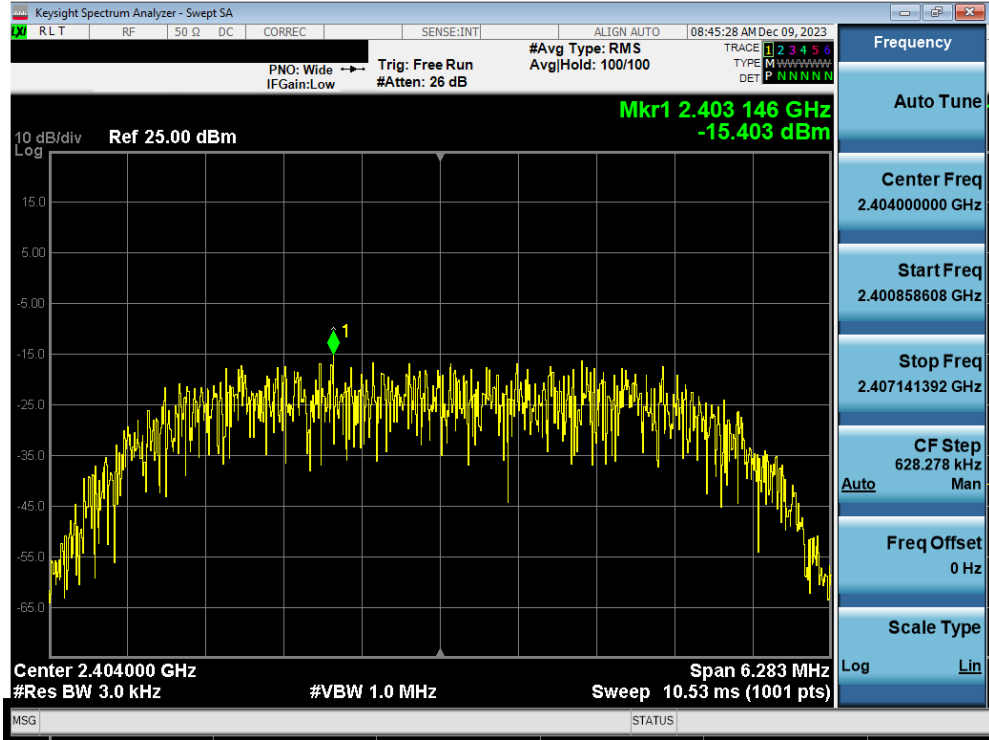 Keysight Spectrum Analyzer - Swept SA
LXI RLT RF 50 Ω DC CORREC SENSE:INT ALIGN AUTO 08:45:28 AM Dec 09, 2023
PNO: Wide
IFGain:Low
Trig: Free Run
#Atten: 26 dB
#Avg Type: RMS
Avg|Hold: 100/100
TRACE 1 2 3 4 5 6
TYPE M WWWWW
DET P N N N N N
Mkr1 2.403 146 GHz
-15.403 dBm
10 dB/div Ref 25.00 dBm
Log
15.0
5.00
-5.00
-15.0
-25.0
-35.0
-45.0
-55.0
-65.0
1
Center 2.404000 GHz Span 6.283 MHz
#Res BW 3.0 kHz #VBW 1.0 MHz Sweep 10.53 ms (1001 pts)
MSG STATUS
Frequency
Auto Tune
Center Freq
2.404000000 GHz
Start Freq
2.400858608 GHz
Stop Freq
2.407141392 GHz
CF Step
628.278 kHz
Auto Man
Freq Offset
0 Hz
Scale Type
Log Lin